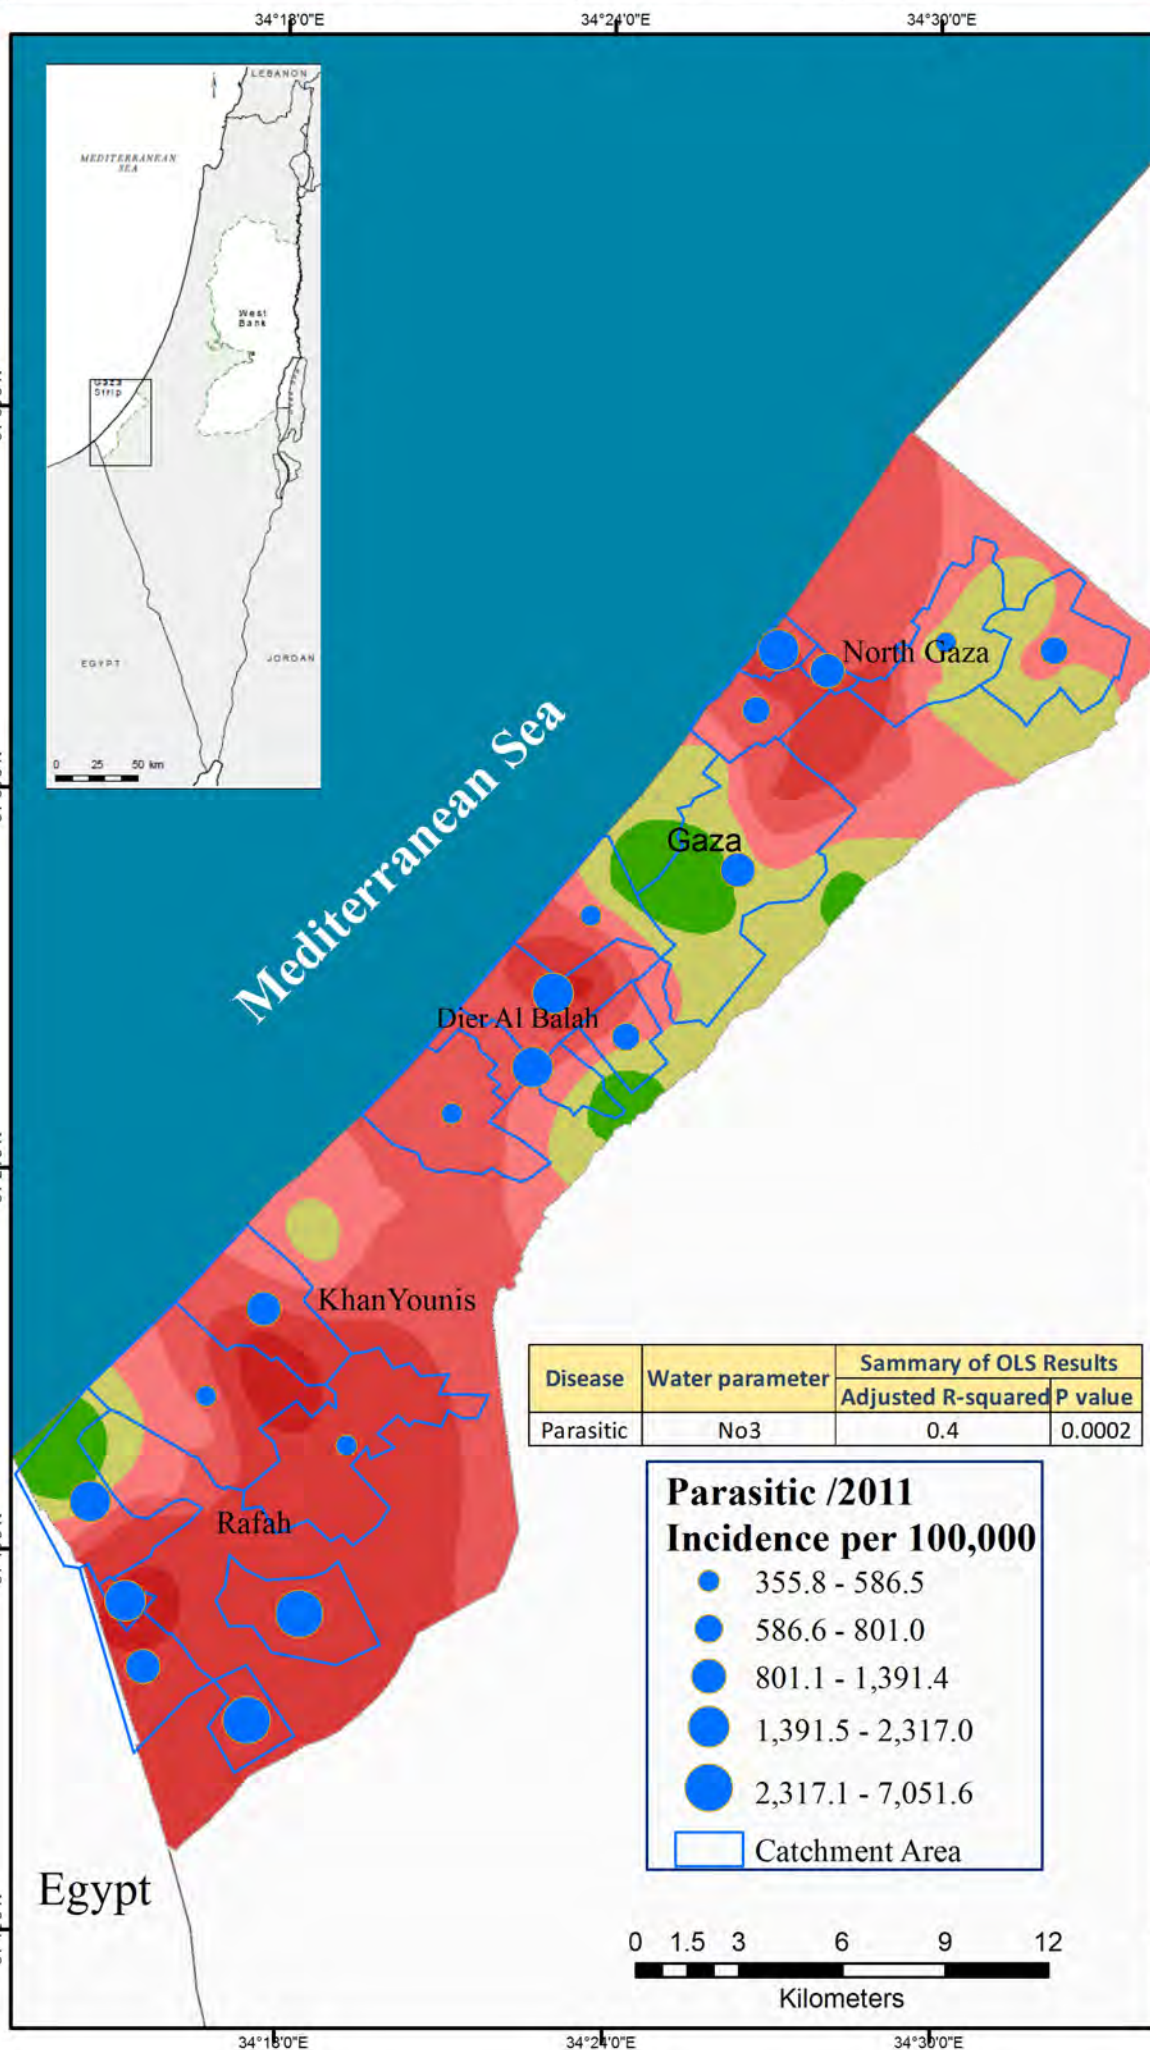 34°18'0"E
34°24'0"E
34°30'0"E
LEBANON
MEDITERRANEAN
SEA
West
Bank
Gaza
Strip
EGYPT
JORDAN
0 25 50 km
Mediterranean Sea
North Gaza
Gaza
Dier Al Balah
KhanYounis
Rafah
Egypt
Disease
Water parameter
Sammary of OLS Results
Adjusted R-squared
P value
Parasitic
No3
0.4
0.0002
Parasitic /2011
Incidence per 100,000
355.8 - 586.5
586.6 - 801.0
801.1 - 1,391.4
1,391.5 - 2,317.0
2,317.1 - 7,051.6
Catchment Area
0 1.5 3 6 9 12
Kilometers
34°18'0"E
34°24'0"E
34°30'0"E